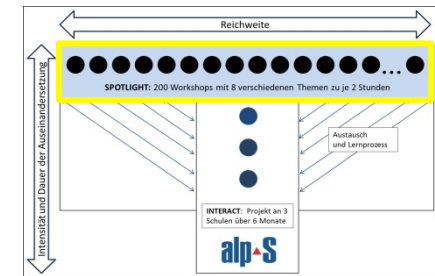 Reichweite
Intensität und Dauer der Auseinandersetzung
SPOTLIGHT: 200 Workshops mit 8 verschiedenen Themen zu je 2 Stunden
Austausch
und Lernprozess
INTERACT: Projekt an 3
Schulen über 6 Monate
alpS